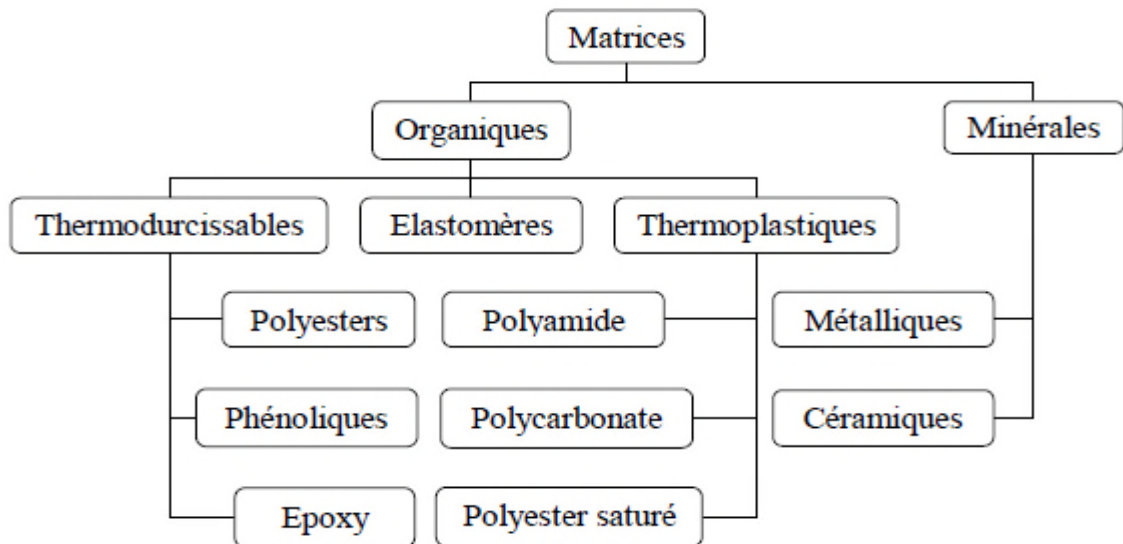 Matrices
Organiques
Minérales
Thermodurcissables
Elastomères
Thermoplastiques
Polyesters
Polyamide
Métalliques
Phénoliques
Polycarbonate
Céramiques
Epoxy
Polyester saturé